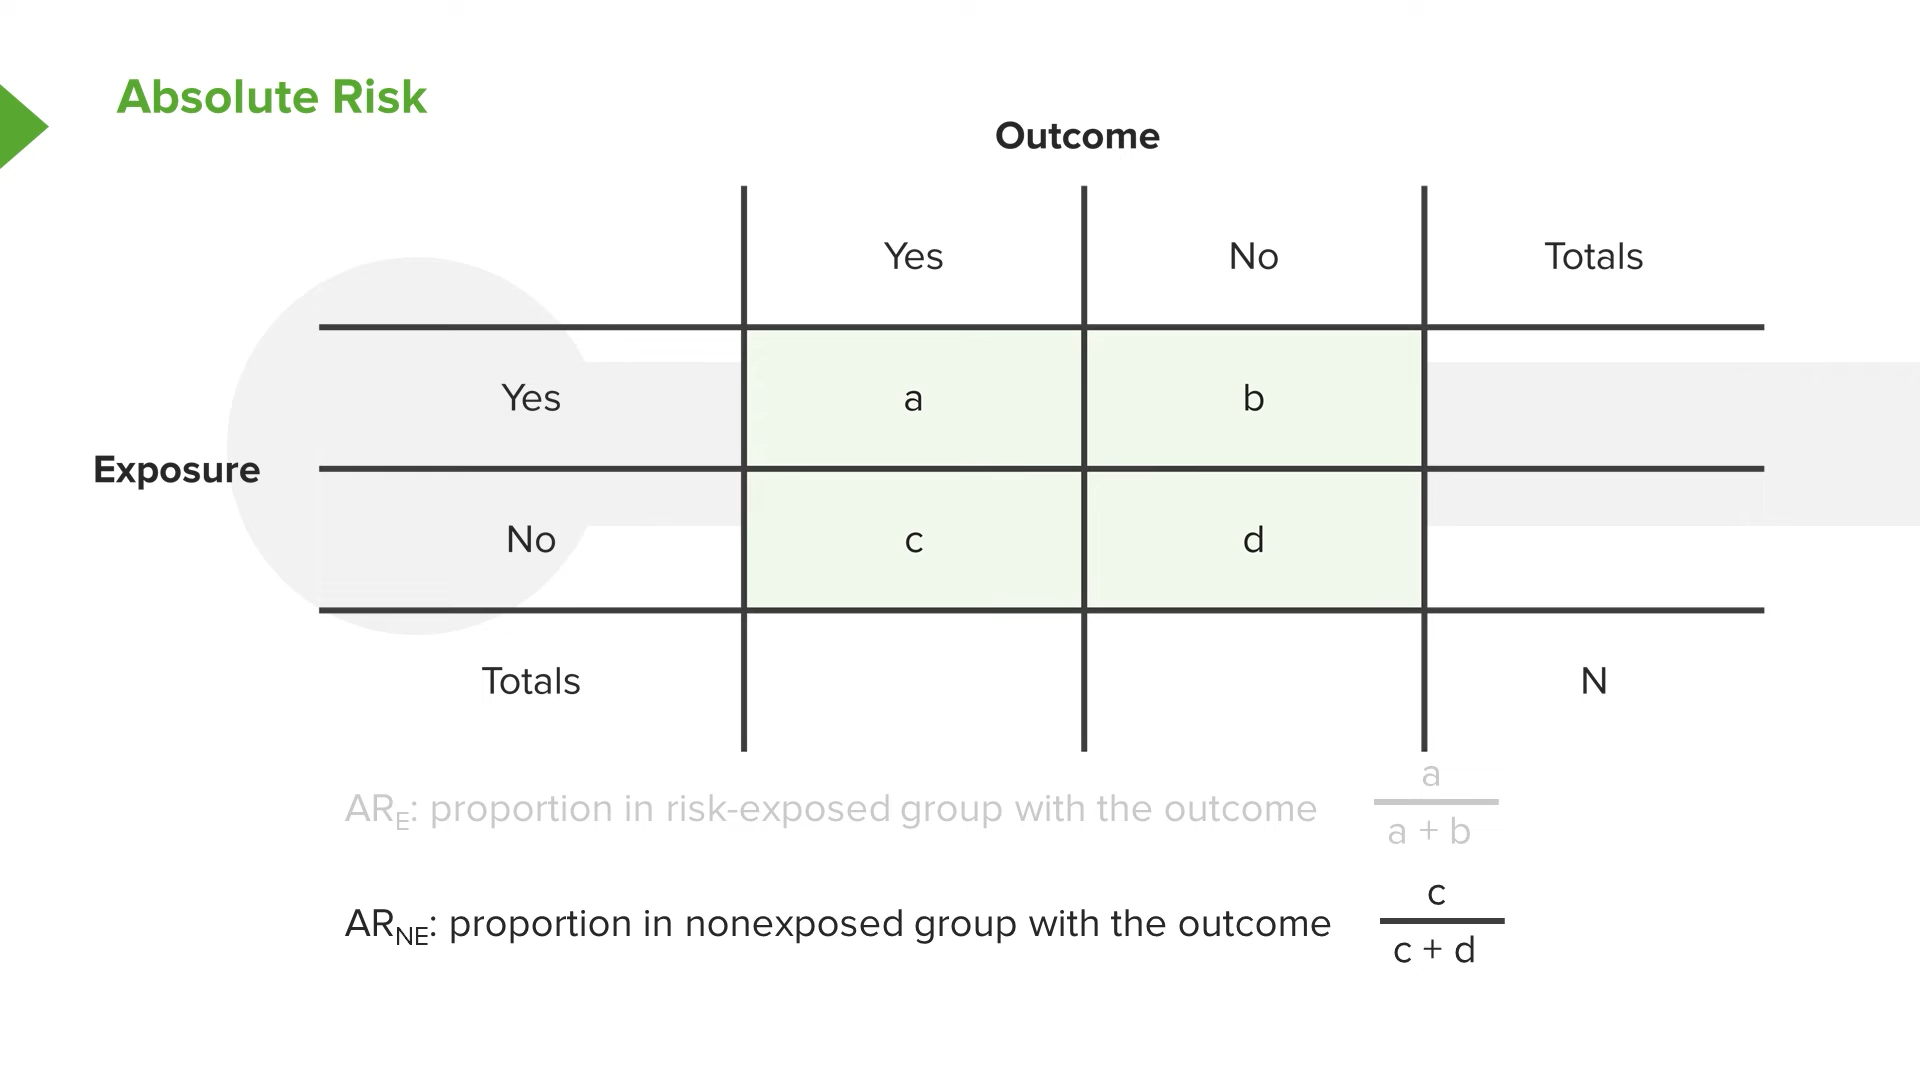 Absolute Risk
Outcome
Yes No Totals
Yes a b
Exposure
No c d
Totals N
a
AR_E: proportion in risk-exposed group with the outcome
a + b
c
AR_NE: proportion in nonexposed group with the outcome
c + d